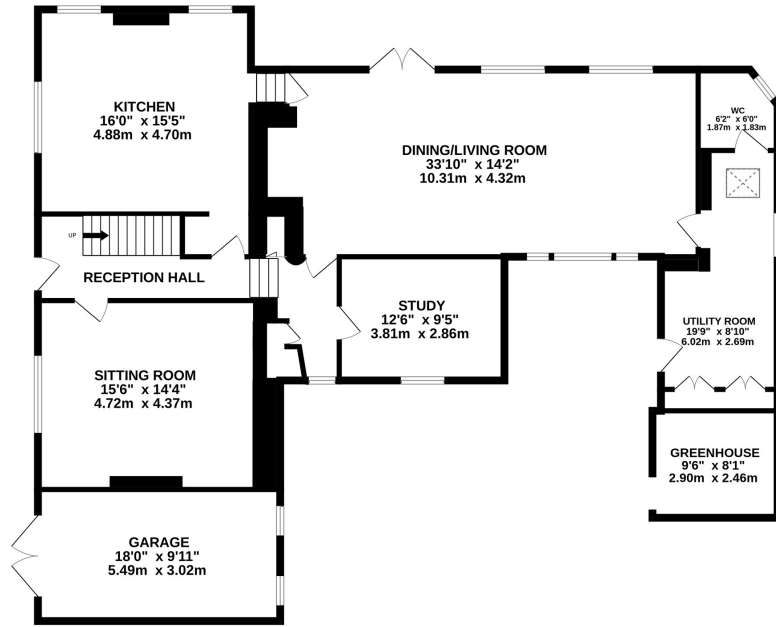 KITCHEN
16'0" x 15'5"
4.88m x 4.70m
DINING/LIVING ROOM
33'10" x 14'2"
10.31m x 4.32m
WC
6'2" x 6'0"
1.87m x 1.83m
UP
RECEPTION HALL
STUDY
12'6" x 9'5"
3.81m x 2.86m
UTILITY ROOM
19'9" x 8'10"
6.02m x 2.69m
SITTING ROOM
15'6" x 14'4"
4.72m x 4.37m
GREENHOUSE
9'6" x 8'1"
2.90m x 2.46m
GARAGE
18'0" x 9'11"
5.49m x 3.02m